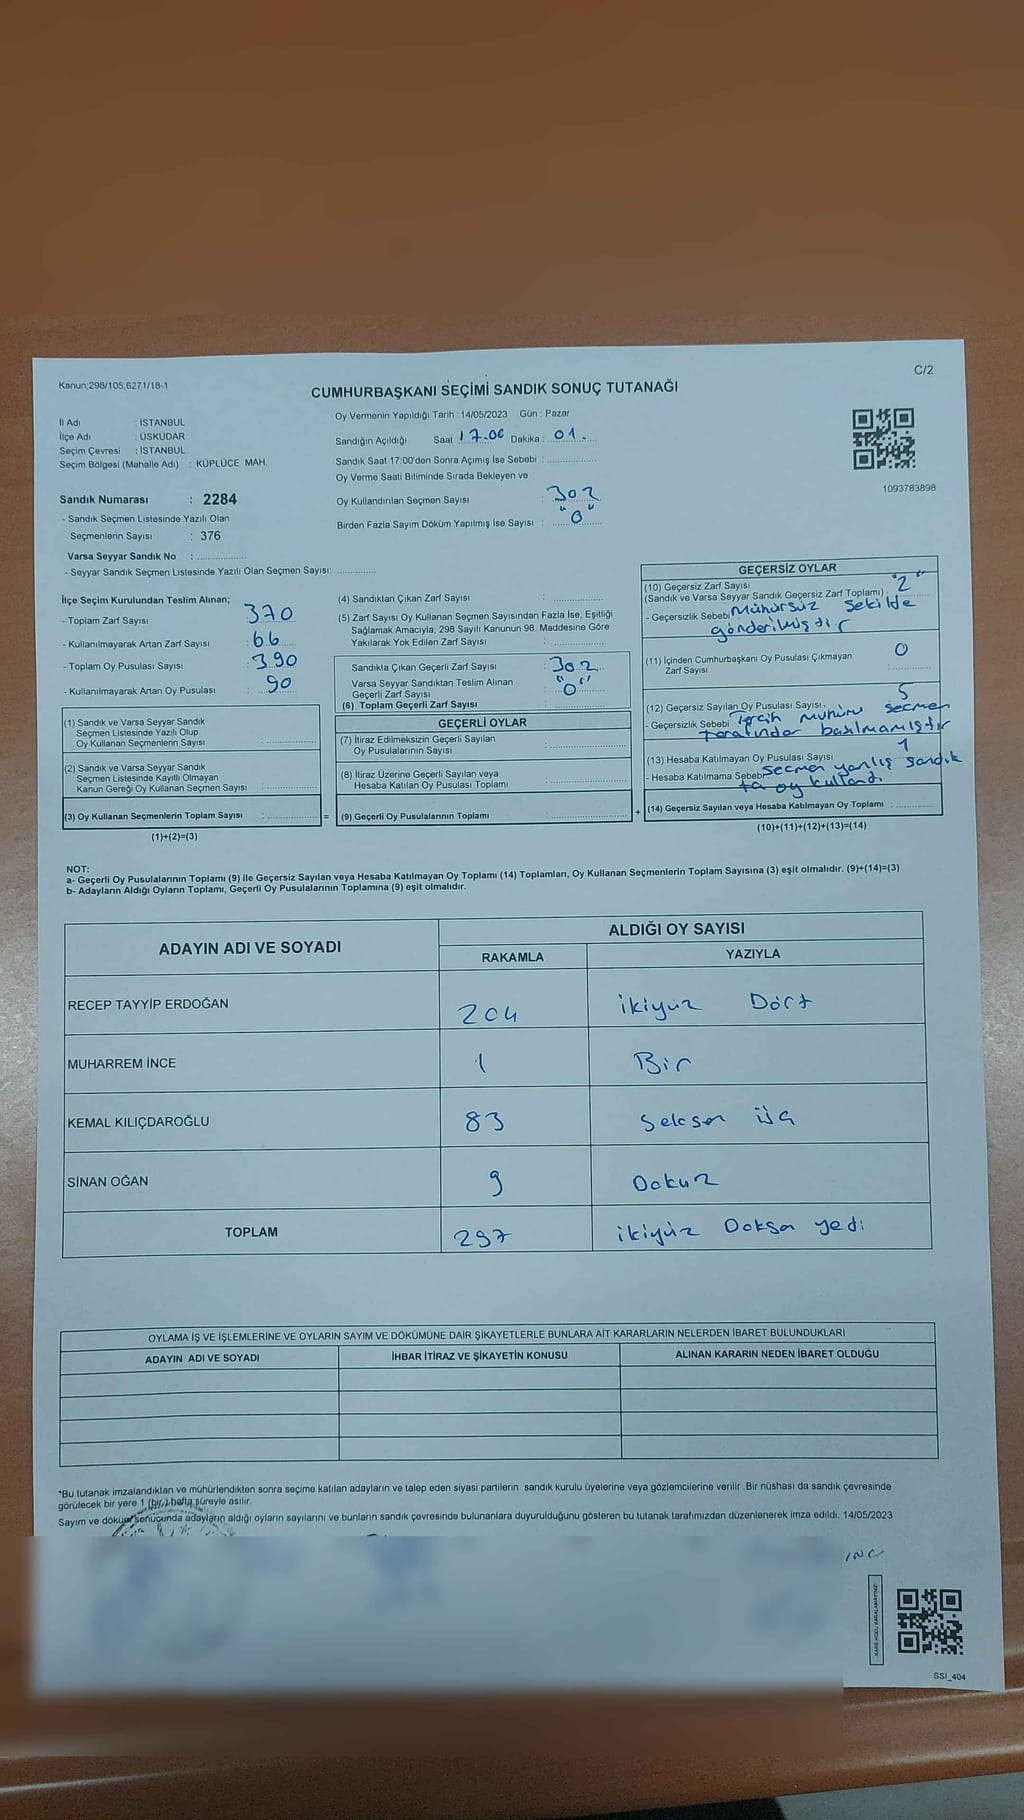 Kanun;298/105,6271/18-1
C/2
CUMHURBAŞKANI SEÇİMİ SANDIK SONUÇ TUTANAĞI
İl Adı : İSTANBUL
İlçe Adı : ÜSKÜDAR
Seçim Çevresi : İSTANBUL
Seçim Bölgesi (Mahalle Adı) : KÜPLÜCE MAH.
Sandık Numarası : 2284
- Sandık Seçmen Listesinde Yazılı Olan
Seçmenlerin Sayısı : 376
Varsa Seyyar Sandık No :
- Seyyar Sandık Seçmen Listesinde Yazılı Olan Seçmen Sayısı:
Oy Vermenin Yapıldığı Tarih : 14/05/2023 Gün : Pazar
Sandığın Açıldığı Saat 17.00 Dakika : 01.
Sandık Saat 17:00'den Sonra Açımış İse Sebebi :
Oy Verme Saati Bitiminde Sırada Bekleyen ve
Oy Kullandırılan Seçmen Sayısı : 302
Birden Fazla Sayım Döküm Yapılmış İse Sayısı : "0"
1093783898
İlçe Seçim Kurulundan Teslim Alınan;
- Toplam Zarf Sayısı : 370
- Kullanılmayarak Artan Zarf Sayısı : 66
- Toplam Oy Pusulası Sayısı : 390
- Kullanılmayarak Artan Oy Pusulası : 90
(1) Sandık ve Varsa Seyyar Sandık
Seçmen Listesinde Yazılı Olup
Oy Kullanan Seçmenlerin Sayısı :
(2) Sandık ve Varsa Seyyar Sandık
Seçmen Listesinde Kayıtlı Olmayan
Kanun Gereği Oy Kullanan Seçmen Sayısı :
(3) Oy Kullanan Seçmenlerin Toplam Sayısı : =
(1)+(2)=(3)
(4) Sandıktan Çıkan Zarf Sayısı :
(5) Zarf Sayısı Oy Kullanan Seçmen Sayısından Fazla İse, Eşitliği
Sağlamak Amacıyla, 298 Sayılı Kanunun 98. Maddesine Göre
Yakılarak Yok Edilen Zarf Sayısı :
Sandıkta Çıkan Geçerli Zarf Sayısı : 302
Varsa Seyyar Sandıktan Teslim Alınan
Geçerli Zarf Sayısı : "0"
(6) Toplam Geçerli Zarf Sayısı :
GEÇERLİ OYLAR
(7) İtiraz Edilmeksizin Geçerli Sayılan
Oy Pusulalarının Sayısı :
(8) İtiraz Üzerine Geçerli Sayılan veya
Hesaba Katılan Oy Pusulası Toplamı :
(9) Geçerli Oy Pusulalarının Toplamı : +
GEÇERSİZ OYLAR
(10) Geçersiz Zarf Sayısı
(Sandık ve Varsa Seyyar Sandık Geçersiz Zarf Toplamı) : "2"
- Geçersizlik Sebebi Mühürsüz Şekilde
gönderilmiştir
(11) İçinden Cumhurbaşkanı Oy Pusulası Çıkmayan
Zarf Sayısı : 0
(12) Geçersiz Sayılan Oy Pusulası Sayısı : 5
- Geçersizlik Sebebi Tercih mührü seçmen
tarafından basılmamıştır
(13) Hesaba Katılmayan Oy Pusulası Sayısı 1
- Hesaba Katılmama Sebebi seçmen yanlış sandık
ta oy kullandı
(14) Geçersiz Sayılan veya Hesaba Katılmayan Oy Toplamı :
(10)+(11)+(12)+(13)=(14)
NOT:
a- Geçerli Oy Pusulalarının Toplamı (9) ile Geçersiz Sayılan veya Hesaba Katılmayan Oy Toplamı (14) Toplamları, Oy Kullanan Seçmenlerin Toplam Sayısına (3) eşit olmalıdır. (9)+(14)=(3)
b- Adayların Aldığı Oyların Toplamı, Geçerli Oy Pusulalarının Toplamına (9) eşit olmalıdır.
ADAYIN ADI VE SOYADI
ALDIĞI OY SAYISI
RAKAMLA YAZIYLA
RECEP TAYYİP ERDOĞAN 204 ikiyüz Dört
MUHARREM İNCE 1 Bir
KEMAL KILIÇDAROĞLU 83 Seksen üç
SİNAN OĞAN 9 Dokuz
TOPLAM 297 ikiyüz Doksa yedi
OYLAMA İŞ VE İŞLEMLERİNE VE OYLARIN SAYIM VE DÖKÜMÜNE DAİR ŞİKAYETLERLE BUNLARA AİT KARARLARIN NELERDEN İBARET BULUNDUKLARI
ADAYIN ADI VE SOYADI İHBAR İTİRAZ VE ŞİKAYETİN KONUSU ALINAN KARARIN NEDEN İBARET OLDUĞU
*Bu tutanak imzalandıktan ve mühürlendikten sonra seçime katılan adayların ve talep eden siyasi partilerin sandık kurulu üyelerine veya gözlemcilerine verilir .Bir nüshası da sandık çevresinde
görülecek bir yere 1 (bir ) hafta süreyle asılır.
Sayım ve döküm sonucunda adayların aldığı oyların sayılarını ve bunların sandık çevresinde bulunanlara duyurulduğunu gösteren bu tutanak tarafımızdan düzenlenerek imza edildi. 14/05/2023
SSI_404